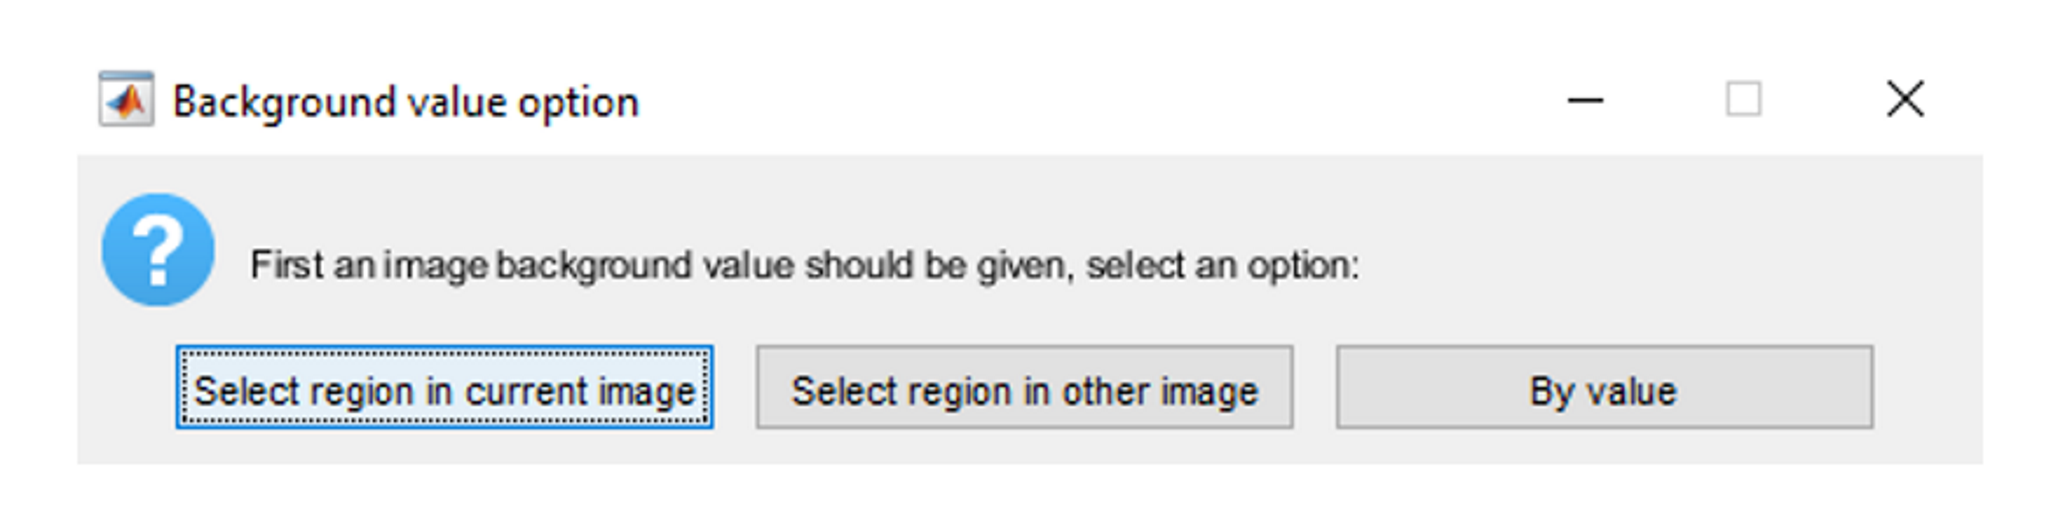 Background value option
First an image background value should be given, select an option:
Select region in current image
Select region in other image
By value